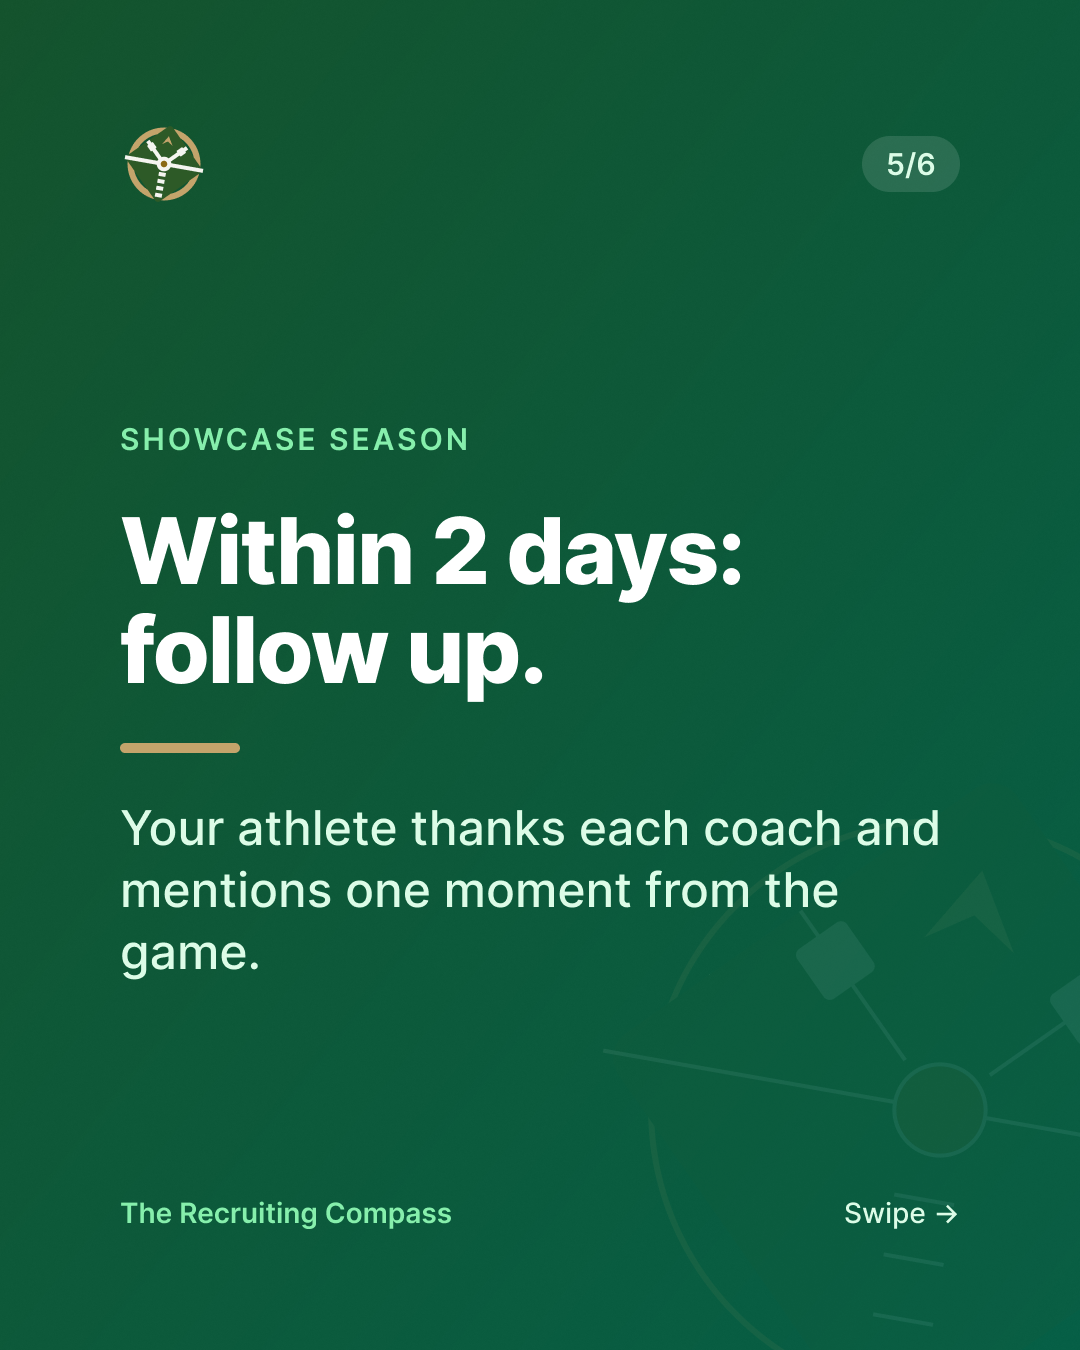 5/6
SHOWCASE SEASON
Within 2 days:
follow up.
Your athlete thanks each coach and
mentions one moment from the
game.
The Recruiting Compass
Swipe →